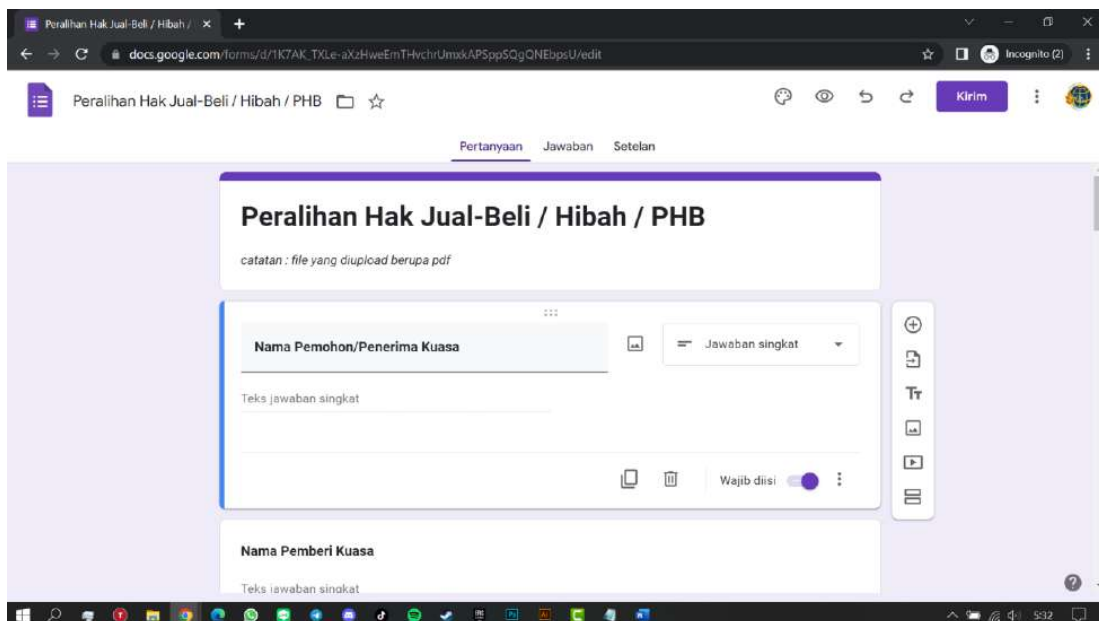 Peralihan Hak Jual-Beli / Hibah /
docs.google.com/forms/d/1K7AK_TXLe-aXzHweEmTHvchrUmxkAPSppSQgQNEbpsU/edit
Incognito (2)
Peralihan Hak Jual-Beli / Hibah / PHB
Kirim
Pertanyaan Jawaban Setelan
Peralihan Hak Jual-Beli / Hibah / PHB
catatan : file yang diupload berupa pdf
Nama Pemohon/Penerima Kuasa
Jawaban singkat
Teks jawaban singkat
Wajib diisi
Nama Pemberi Kuasa
Teks jawaban singkat
5:32